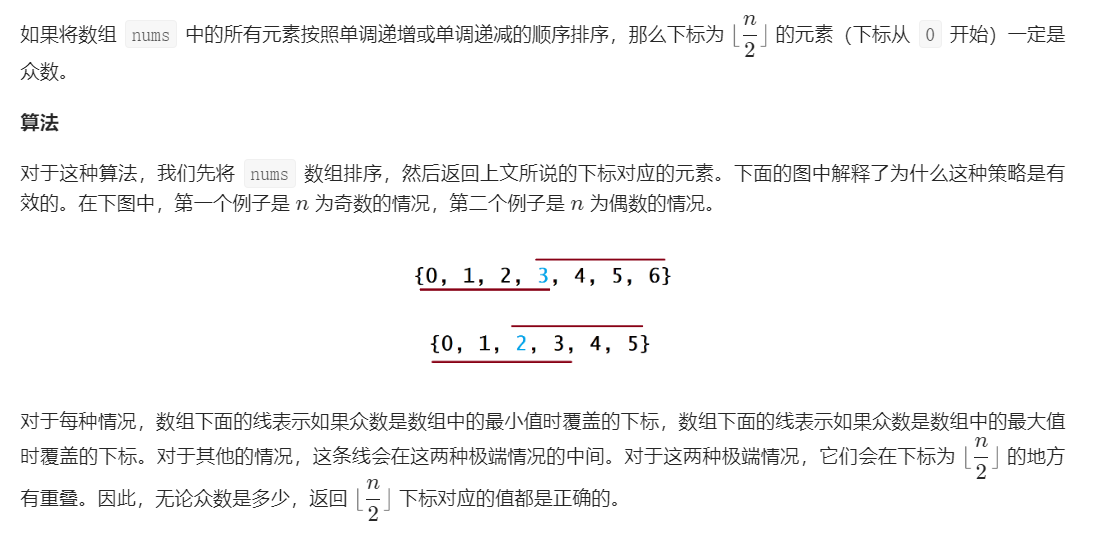 如果将数组 nums 中的所有元素按照单调递增或单调递减的顺序排序，那么下标为 ⌊n/2⌋ 的元素（下标从 0 开始）一定是
众数。
算法
对于这种算法，我们先将 nums 数组排序，然后返回上文所说的下标对应的元素。下面的图中解释了为什么这种策略是有
效的。在下图中，第一个例子是 n 为奇数的情况，第二个例子是 n 为偶数的情况。
{0, 1, 2, 3, 4, 5, 6}
{0, 1, 2, 3, 4, 5}
对于每种情况，数组下面的线表示如果众数是数组中的最小值时覆盖的下标，数组下面的线表示如果众数是数组中的最大值
时覆盖的下标。对于其他的情况，这条线会在这两种极端情况的中间。对于这两种极端情况，它们会在下标为 ⌊n/2⌋ 的地方
有重叠。因此，无论众数是多少，返回 ⌊n/2⌋ 下标对应的值都是正确的。